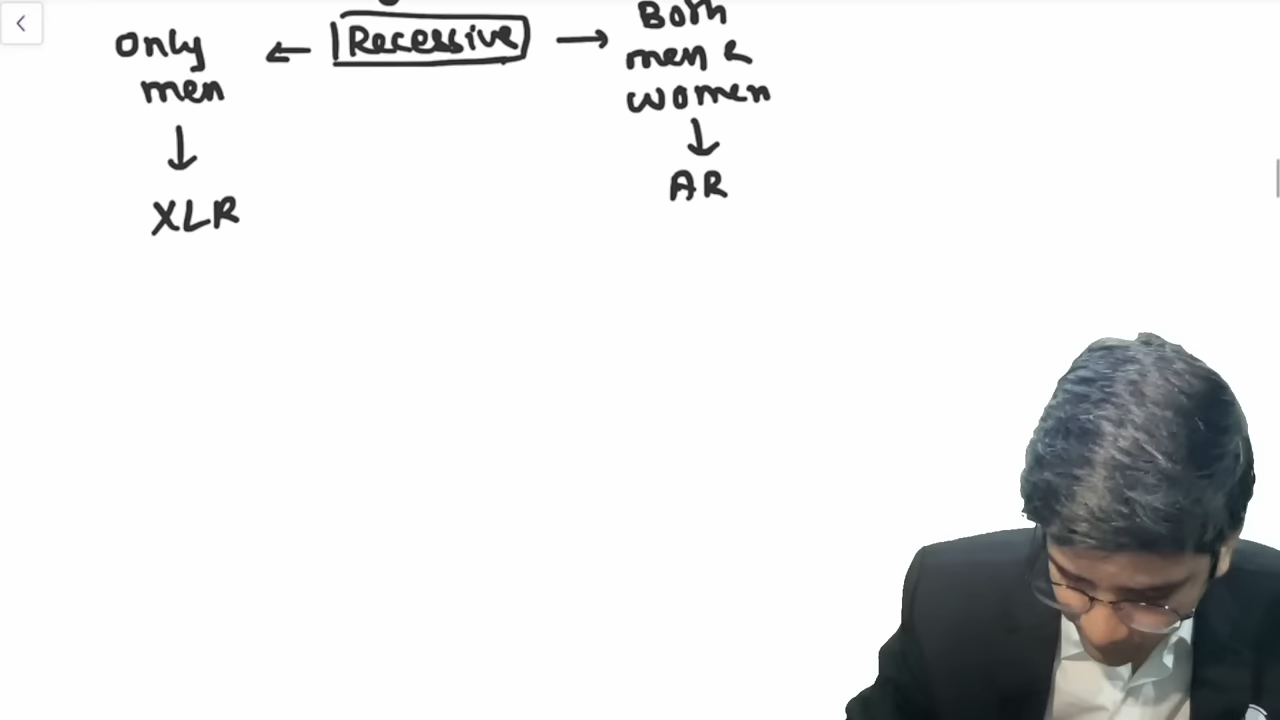 Only
men
↓
XLR
← Recessive →
Both
men &
women
↓
AR